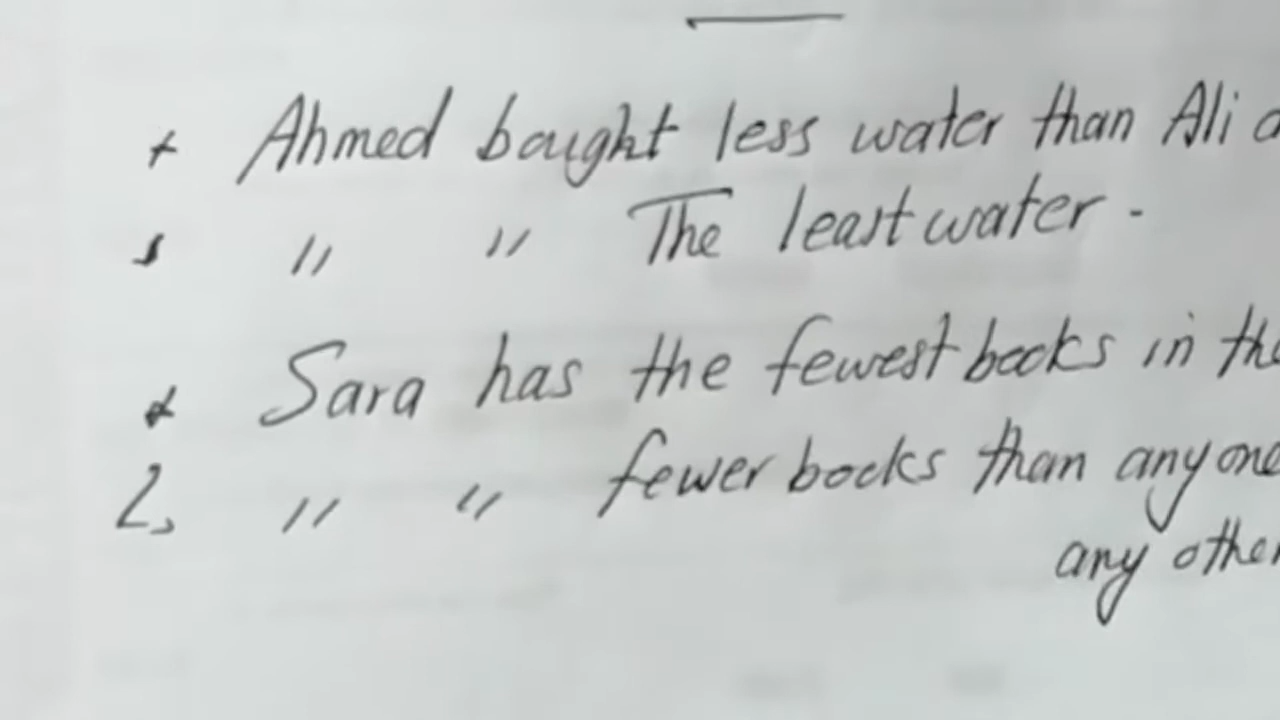 * Ahmed bought less water than Ali
" " The least water.
* Sara has the fewest books in the
2, " " fewer books than anyone
any other